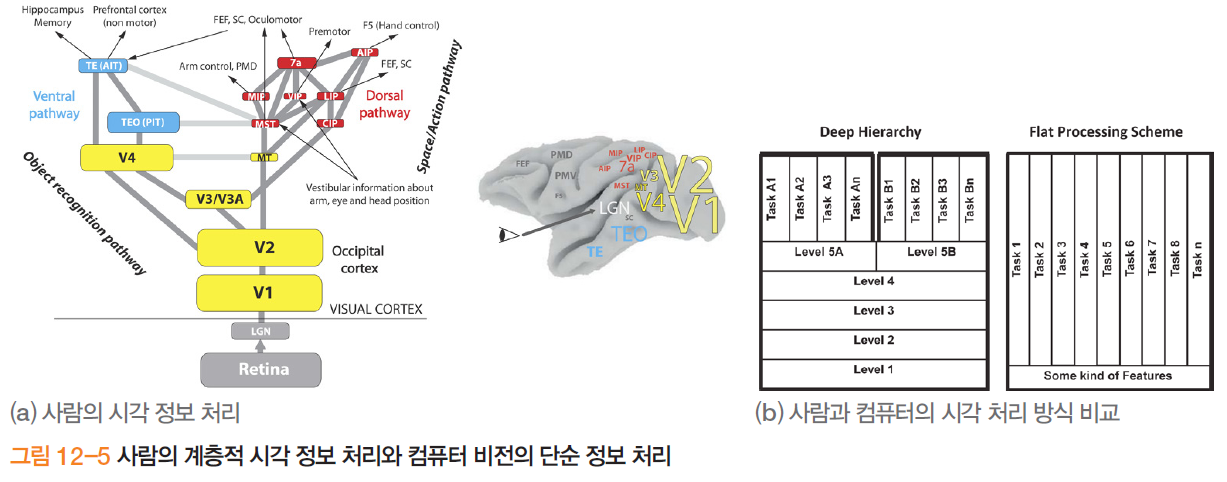 Hippocampus
Memory
Prefrontal cortex
(non motor)
FEF, SC, Oculomotor
Premotor
F5 (Hand control)
TE (AIT)
7a
AIP
Arm control, PMD
FEF, SC
Ventral
pathway
MIP
VIP
LIP
Dorsal
pathway
TEO (PIT)
MST
CIP
Space/Action pathway
V4
MT
Object recognition pathway
V3/V3A
Vestibular information about
arm, eye and head position
V2
Occipital
cortex
V1
VISUAL CORTEX
LGN
Retina
FEF
PMD
PMV
F5
MIP
LIP
VIP
CIP
AIP
7a
MST
MT
V3
V2
V4
V1
LGN
SC
TEO
TE
Deep Hierarchy
Task A1
Task A2
Task A3
Task An
Task B1
Task B2
Task B3
Task Bn
Level 5A
Level 5B
Level 4
Level 3
Level 2
Level 1
Flat Processing Scheme
Task 1
Task 2
Task 3
Task 4
Task 5
Task 6
Task 7
Task 8
Task n
Some kind of Features
(a) 사람의 시각 정보 처리
(b) 사람과 컴퓨터의 시각 처리 방식 비교
그림 12-5 사람의 계층적 시각 정보 처리와 컴퓨터 비전의 단순 정보 처리